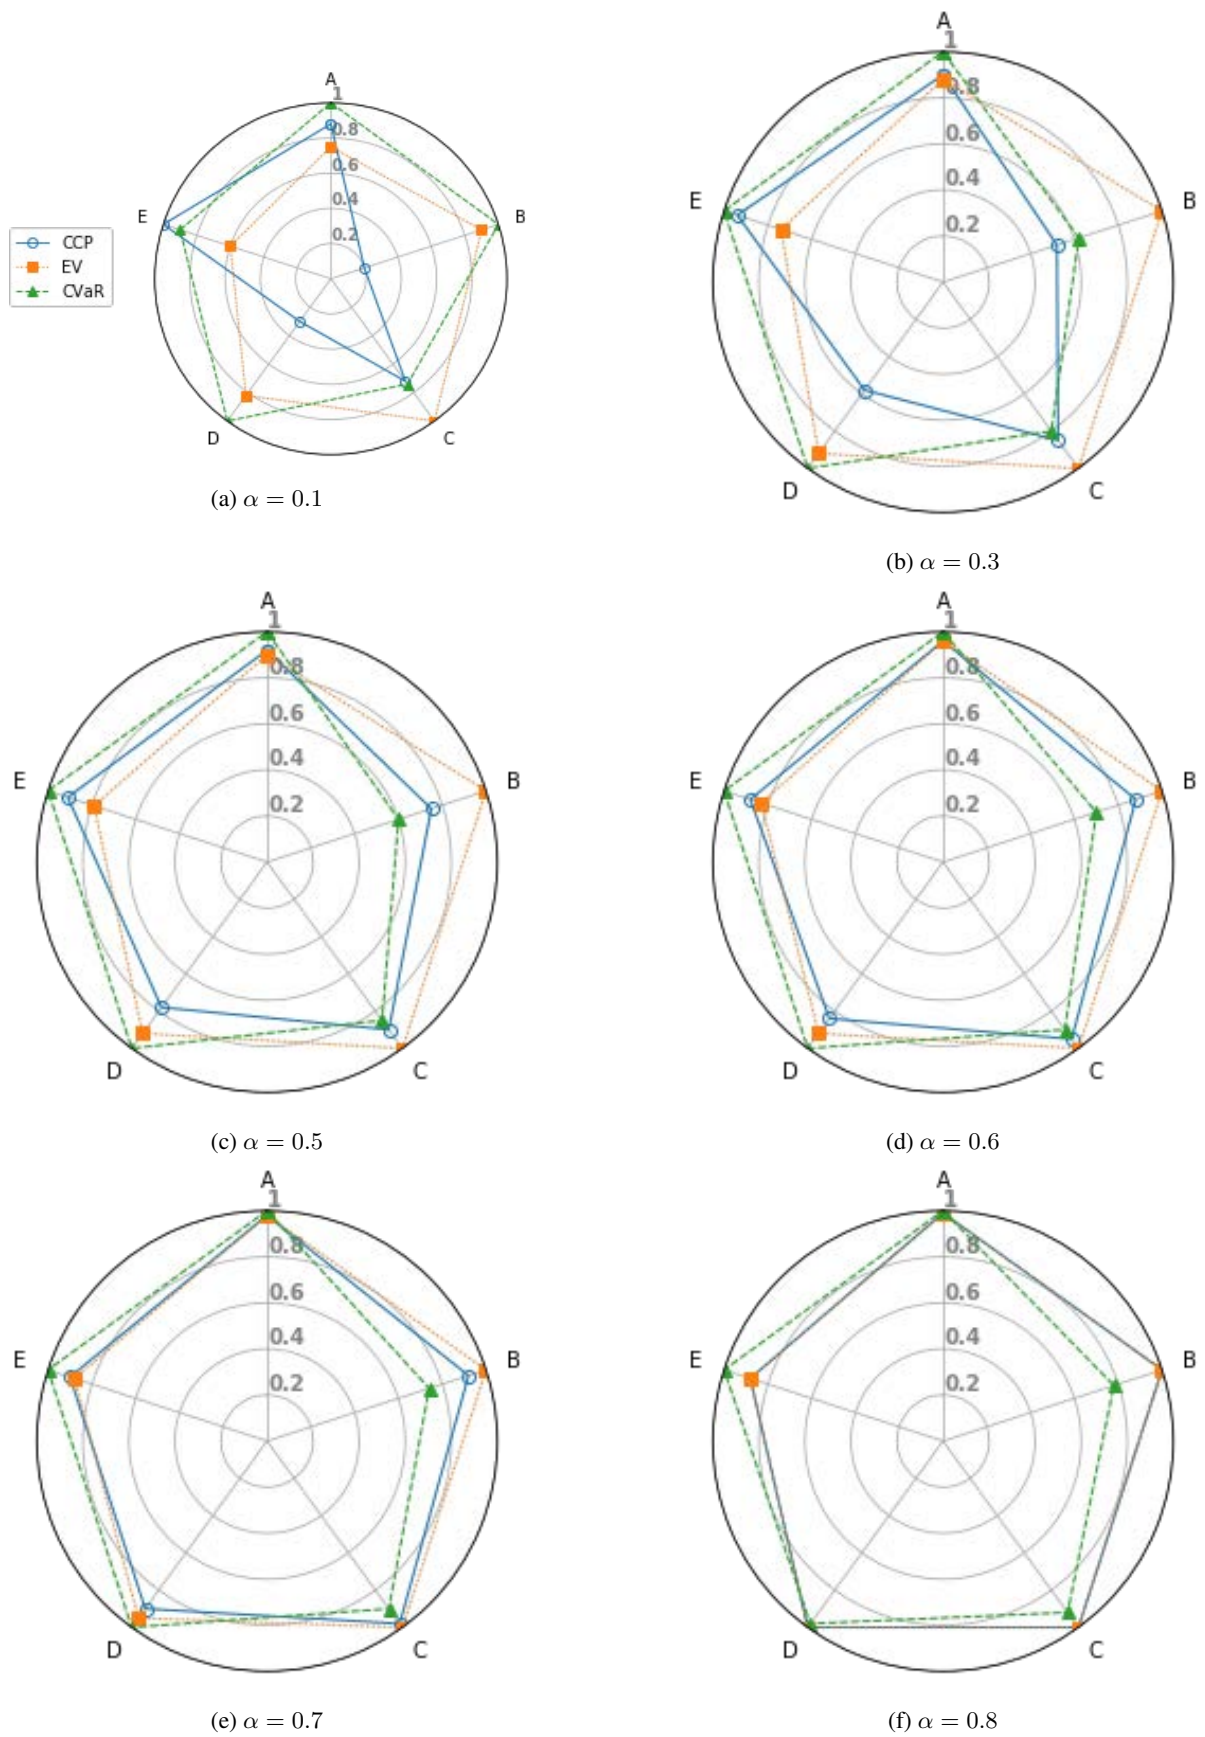 A
1
0.8
0.6
0.4
0.2
E
B
D
C
CCP
EV
CVaR
(a) α = 0.1
A
1
0.8
0.6
0.4
0.2
E
B
D
C
(b) α = 0.3
A
1
0.8
0.6
0.4
0.2
E
B
D
C
(c) α = 0.5
A
1
0.8
0.6
0.4
0.2
E
B
D
C
(d) α = 0.6
A
1
0.8
0.6
0.4
0.2
E
B
D
C
(e) α = 0.7
A
1
0.8
0.6
0.4
0.2
E
B
D
C
(f) α = 0.8